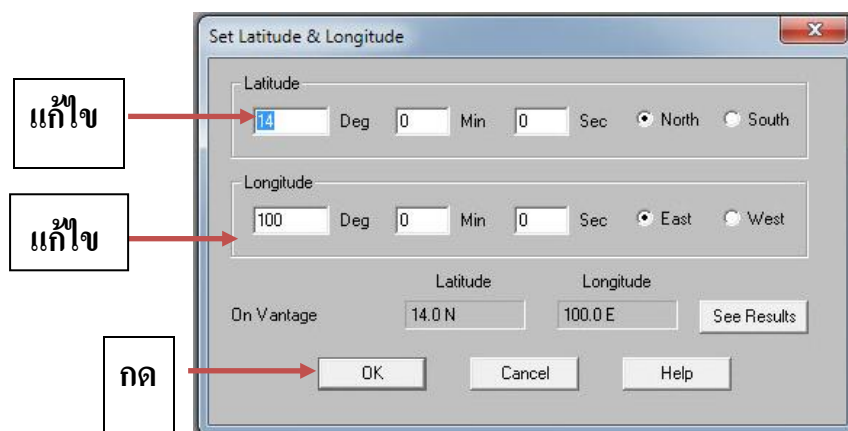 Set Latitude & Longitude
Latitude
แก้ไข
14 Deg 0 Min 0 Sec North South
Longitude
แก้ไข
100 Deg 0 Min 0 Sec East West
Latitude Longitude
On Vantage 14.0 N 100.0 E See Results
กด
OK Cancel Help